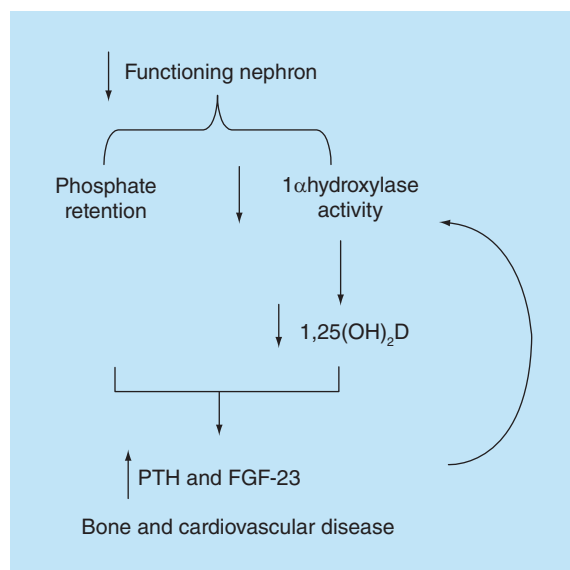 Functioning nephron
Phosphate
retention
1αhydroxylase
activity
1,25(OH)₂D
PTH and FGF-23
Bone and cardiovascular disease